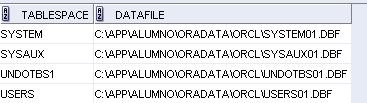 TABLESPACE DATAFILE
SYSTEM C:\APP\ALUMNO\ORADATA\ORCL\SYSTEM01.DBF
SYSAUX C:\APP\ALUMNO\ORADATA\ORCL\SYSAUX01.DBF
UNDOTBS1 C:\APP\ALUMNO\ORADATA\ORCL\UNDOTBS01.DBF
USERS C:\APP\ALUMNO\ORADATA\ORCL\USERS01.DBF